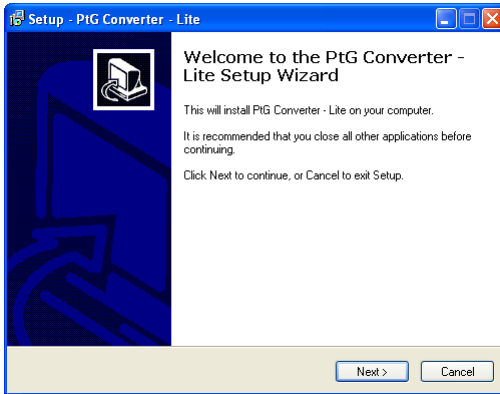 Setup - PtG Converter - Lite
Welcome to the PtG Converter -
Lite Setup Wizard
This will install PtG Converter - Lite on your computer.
It is recommended that you close all other applications before
continuing.
Click Next to continue, or Cancel to exit Setup.
Next >
Cancel